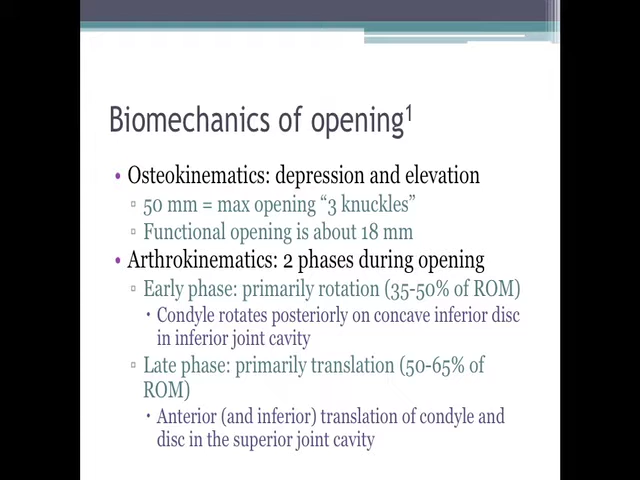 Biomechanics of opening1
• Osteokinematics: depression and elevation
▫ 50 mm = max opening “3 knuckles”
▫ Functional opening is about 18 mm
• Arthrokinematics: 2 phases during opening
▫ Early phase: primarily rotation (35-50% of ROM)
• Condyle rotates posteriorly on concave inferior disc
in inferior joint cavity
▫ Late phase: primarily translation (50-65% of
ROM)
• Anterior (and inferior) translation of condyle and
disc in the superior joint cavity